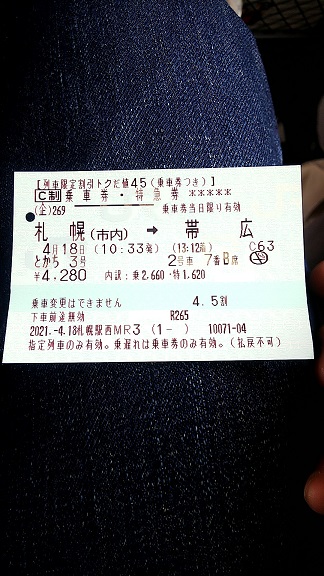 [列車限定割引トクだ値45(乗車券つき)]
C制 乗車券・特急券 *****
(企)269 乗車券当日限り有効
札幌(市内) ➡ 帯広
4月18日(10:33発) (13:12着) C63
とかち 3号 2号車 7番B席
¥4,280 内訳:乗2,660・特1,620
乗車変更はできません 4.5割
下車前途無効 R265
2021.-4.18札幌駅西MR3 (1- ) 10071-04
指定列車のみ有効。乗遅れは乗車券のみ有効。(払戻不可)